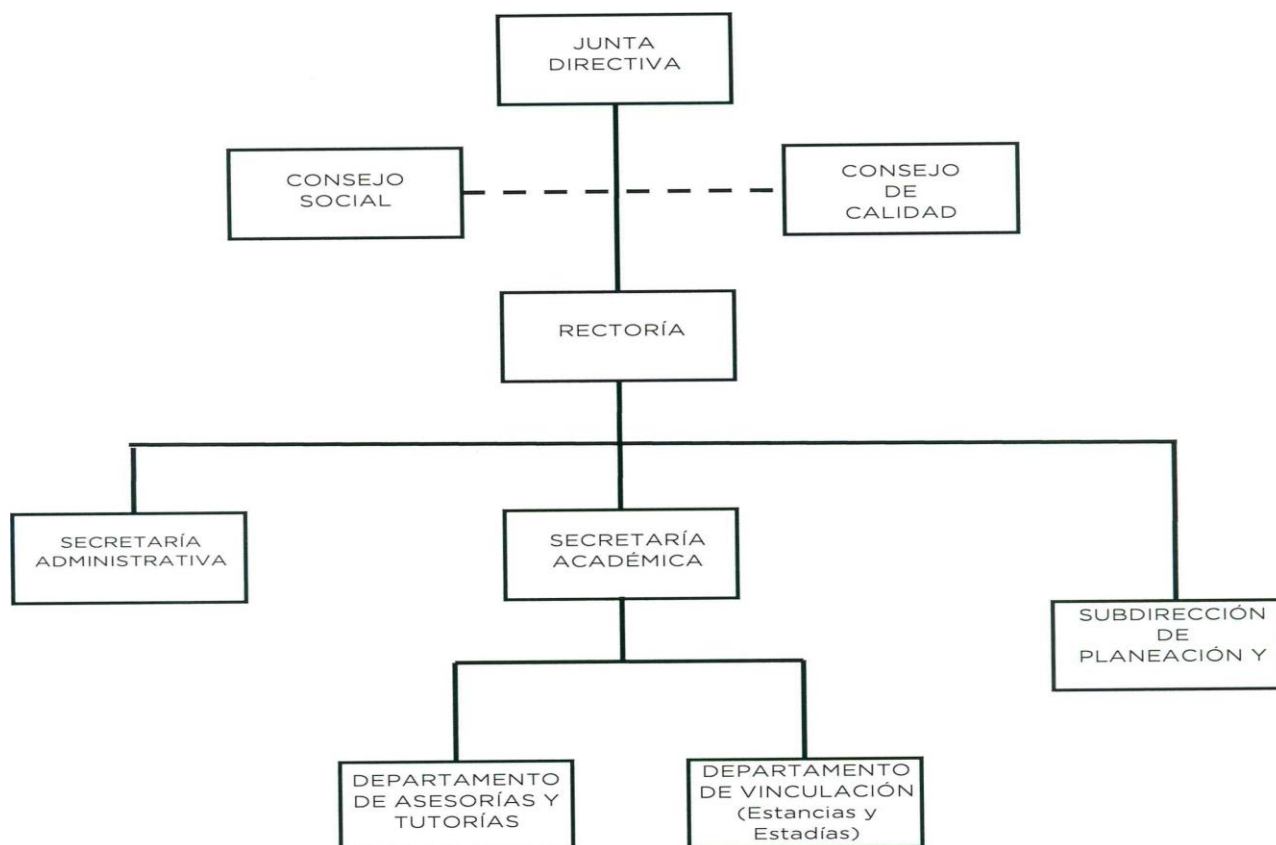 JUNTA
DIRECTIVA
CONSEJO
SOCIAL
CONSEJO
DE
CALIDAD
RECTORÍA
SECRETARÍA
ADMINISTRATIVA
SECRETARÍA
ACADÉMICA
SUBDIRECCIÓN
DE
PLANEACIÓN Y
DEPARTAMENTO
DE ASESORÍAS Y
TUTORÍAS
DEPARTAMENTO
DE VINCULACIÓN
(Estancias y
Estadías)